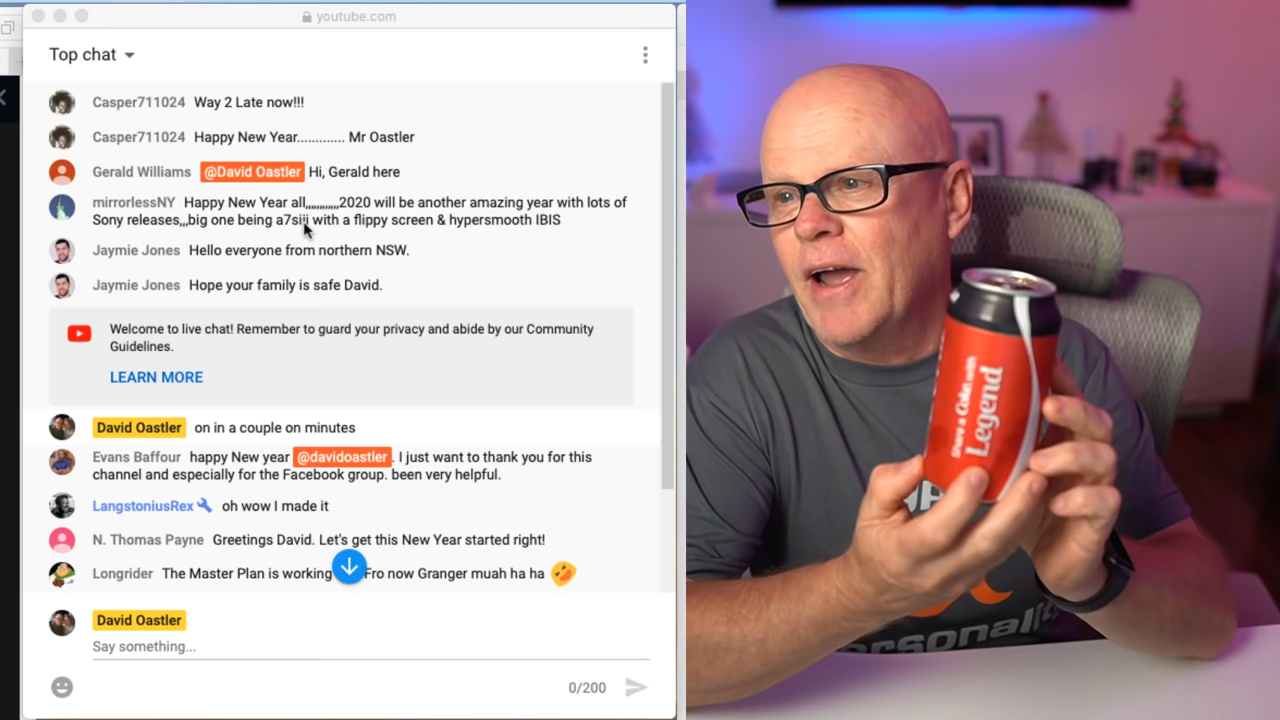 youtube.com
Top chat
Casper711024 Way 2 Late now!!!
Casper711024 Happy New Year............. Mr Oastler
Gerald Williams @David Oastler Hi, Gerald here
mirrorlessNY Happy New Year all,,,,,,,,,,,,2020 will be another amazing year with lots of
Sony releases,,,big one being a7siii with a flippy screen & hypersmooth IBIS
Jaymie Jones Hello everyone from northern NSW.
Jaymie Jones Hope your family is safe David.
Welcome to live chat! Remember to guard your privacy and abide by our Community
Guidelines.
LEARN MORE
David Oastler on in a couple on minutes
Evans Baffour happy New year @davidoastler . I just want to thank you for this
channel and especially for the Facebook group. been very helpful.
LangstoniusRex oh wow I made it
N. Thomas Payne Greetings David. Let's get this New Year started right!
Longrider The Master Plan is working Fro now Granger muah ha ha
David Oastler
Say something...
0/200
Share a Coke with
Legend